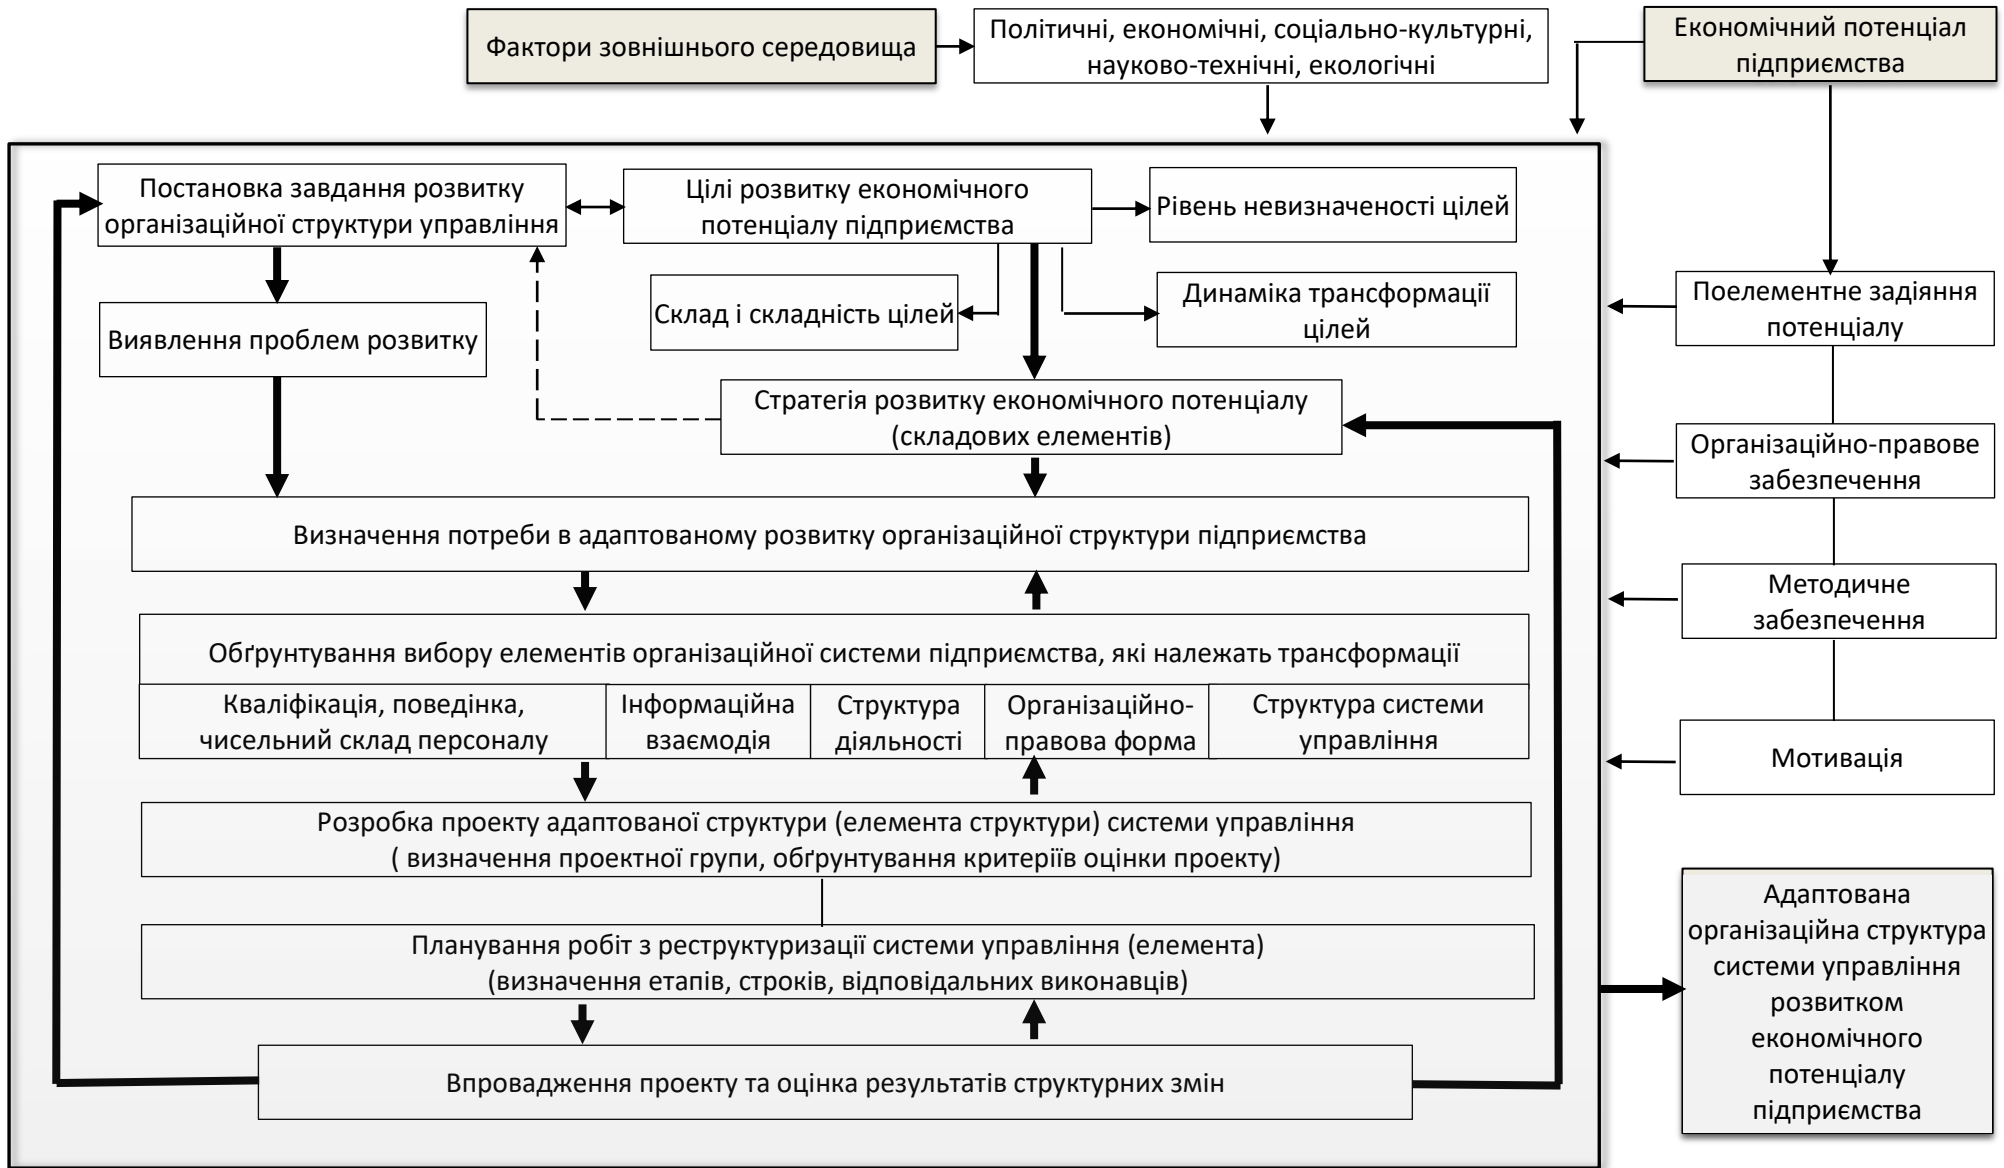 Фактори зовнішнього середовища
Політичні, економічні, соціально-культурні,
науково-технічні, екологічні
Економічний потенціал
підприємства
Постановка завдання розвитку
організаційної структури управління
Цілі розвитку економічного
потенціалу підприємства
Рівень невизначеності цілей
Склад і складність цілей
Динаміка трансформації
цілей
Виявлення проблем розвитку
Стратегія розвитку економічного потенціалу
(складових елементів)
Визначення потреби в адаптованому розвитку організаційної структури підприємства
Обґрунтування вибору елементів організаційної системи підприємства, які належать трансформації
Кваліфікація, поведінка,
чисельний склад персоналу
Інформаційна
взаємодія
Структура
діяльності
Організаційно-
правова форма
Структура системи
управління
Розробка проекту адаптованої структури (елемента структури) системи управління
( визначення проектної групи, обґрунтування критеріїв оцінки проекту)
Планування робіт з реструктуризації системи управління (елемента)
(визначення етапів, строків, відповідальних виконавців)
Впровадження проекту та оцінка результатів структурних змін
Поелементне задіяння
потенціалу
Організаційно-правове
забезпечення
Методичне
забезпечення
Мотивація
Адаптована
організаційна структура
системи управління
розвитком
економічного
потенціалу
підприємства